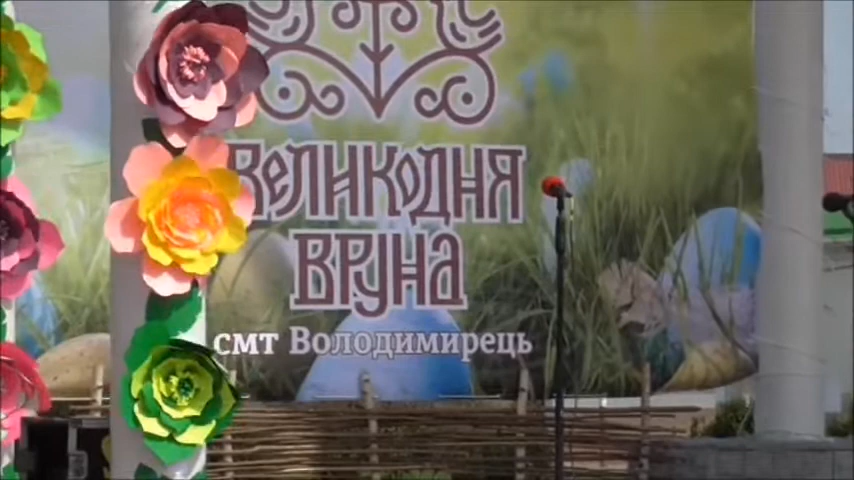 Великодня
Вруна
смт Володимирець